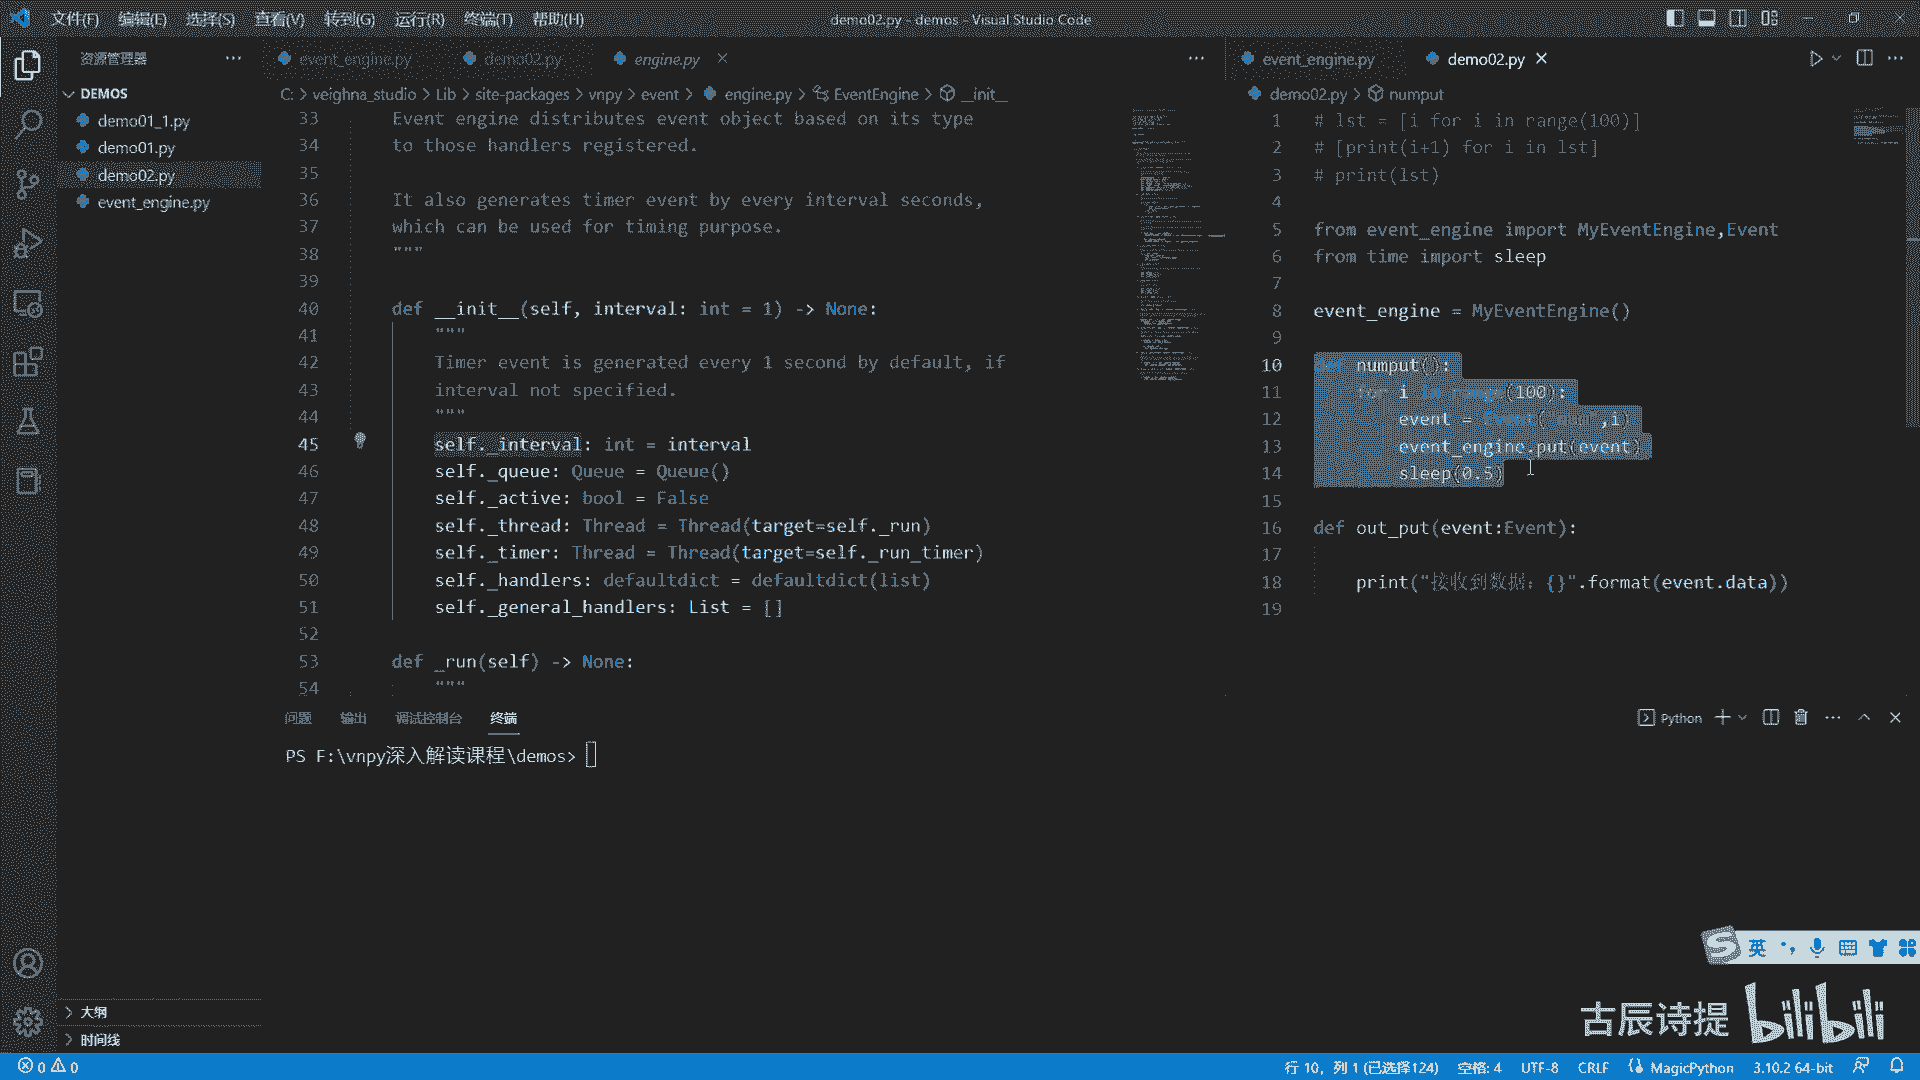 文件(F) 编辑(E) 选择(S) 查看(V) 转到(G) 运行(R) 终端(T) 帮助(H)
demo02.py - demos - Visual Studio Code
资源管理器
DEMOS
demo01_1.py
demo01.py
demo02.py
event_engine.py
大纲
时间线
event_engine.py demo02.py engine.py
C: > veighna_studio > Lib > site-packages > vnpy > event > engine.py > EventEngine > __init__
33 Event engine distributes event object based on its type
34 to those handlers registered.
35
36 It also generates timer event by every interval seconds,
37 which can be used for timing purpose.
38 """
39
40 def __init__(self, interval: int = 1) -> None:
41 """
42 Timer event is generated every 1 second by default, if
43 interval not specified.
44 """
45 self._interval: int = interval
46 self._queue: Queue = Queue()
47 self._active: bool = False
48 self._thread: Thread = Thread(target=self._run)
49 self._timer: Thread = Thread(target=self._run_timer)
50 self._handlers: defaultdict = defaultdict(list)
51 self._general_handlers: List = []
52
53 def _run(self) -> None:
54 """
event_engine.py demo02.py
demo02.py > numput
1 # lst = [i for i in range(100)]
2 # [print(i+1) for i in lst]
3 # print(lst)
4
5 from event_engine import MyEventEngine,Event
6 from time import sleep
7
8 event_engine = MyEventEngine()
9
10 def numput():
11 for i in range(100):
12 event = Event( ,i)
13 event_engine.put(event)
14 sleep(0.5)
15
16 def out_put(event:Event):
17
18 print("接收到数据：{}".format(event.data))
19
问题 输出 调试控制台 终端
Python
PS F:\vnpy深入解读课程\demos>
英
古辰诗提 bilibili
0 0
行 10，列 1 (已选择124) 空格: 4 UTF-8 CRLF MagicPython 3.10.2 64-bit